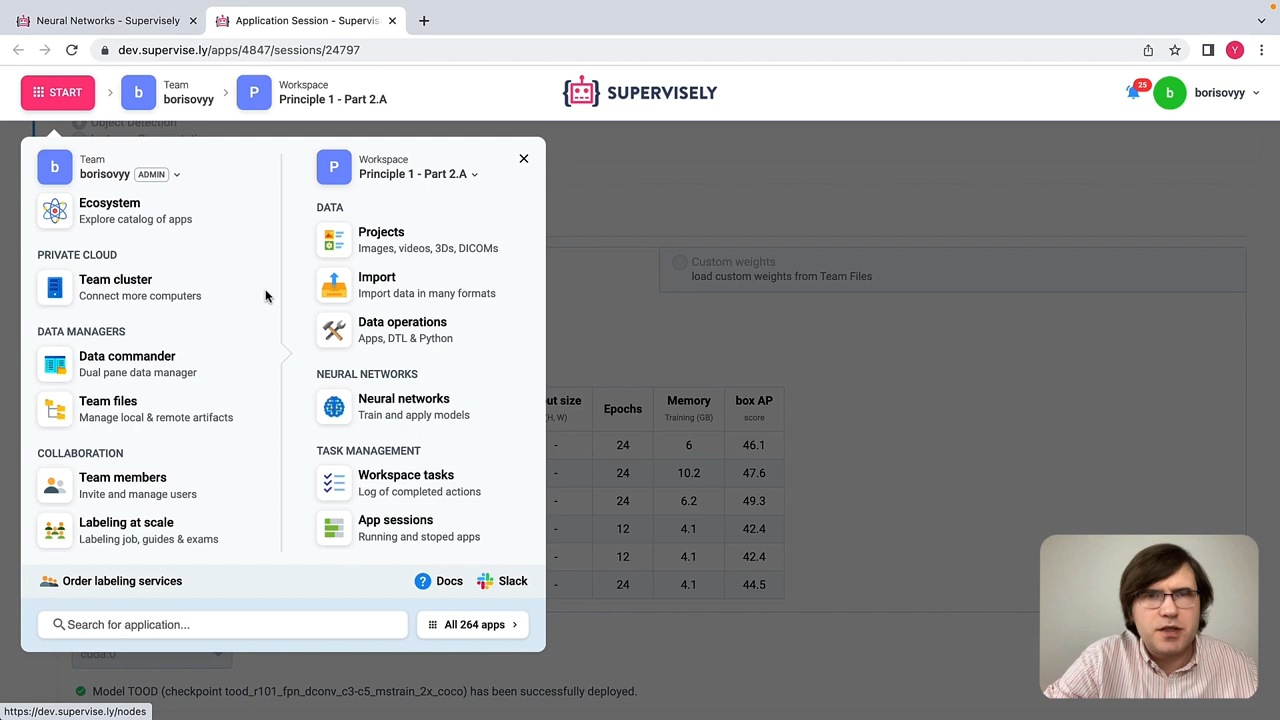 Neural Networks - Supervisely
Application Session - Supervis
dev.supervise.ly/apps/4847/sessions/24797
Y
START
b
Team
borisovyy
P
Workspace
Principle 1 - Part 2.A
SUPERVISELY
25
b
borisovyy
Object Detection
b
Team
borisovyy
ADMIN
Ecosystem
Explore catalog of apps
PRIVATE CLOUD
Team cluster
Connect more computers
DATA MANAGERS
Data commander
Dual pane data manager
Team files
Manage local & remote artifacts
COLLABORATION
Team members
Invite and manage users
Labeling at scale
Labeling job, guides & exams
P
Workspace
Principle 1 - Part 2.A
DATA
Projects
Images, videos, 3Ds, DICOMs
Import
Import data in many formats
Data operations
Apps, DTL & Python
NEURAL NETWORKS
Neural networks
Train and apply models
TASK MANAGEMENT
Workspace tasks
Log of completed actions
App sessions
Running and stoped apps
Order labeling services
? Docs
Slack
Search for application...
All 264 apps
Custom weights
load custom weights from Team Files
ut size Epochs Memory box AP
(H, W) Training (GB) score
- 24 6 46.1
- 24 10.2 47.6
- 24 6.2 49.3
- 12 4.1 42.4
- 12 4.1 42.4
- 24 4.1 44.5
cuda:0
Model TOOD (checkpoint tood_r101_fpn_dconv_c3-c5_mstrain_2x_coco) has been successfully deployed.
https://dev.supervise.ly/nodes